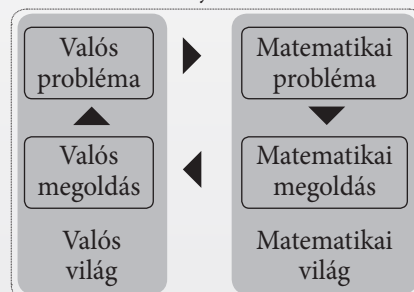 Valós
probléma
Matematikai
probléma
Valós
megoldás
Matematikai
megoldás
Valós
világ
Matematikai
világ